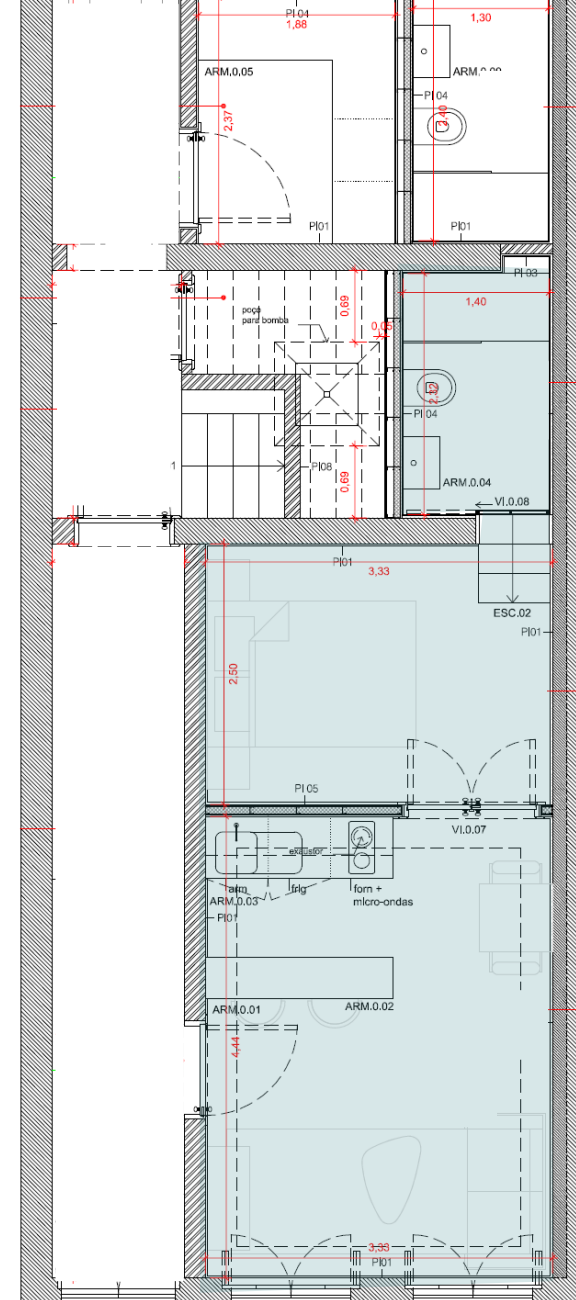 PI.04
1,88
1,30
ARM.0,05
ARM.
PI 04
2,37
2,40
PI01
PI01
PI 03
poço
para bomba
0,69
0,05
1,40
PI 04
PI08
0,69
1
ARM.0.04
VI.0.08
PI01
3,33
ESC.02
PI01
2,50
PI 05
VI.0.07
exaustor
arm
frig
forn +
micro-ondas
ARM.0.03
PI01
ARM.0.01
ARM.0.02
4,44
3,33
PI01